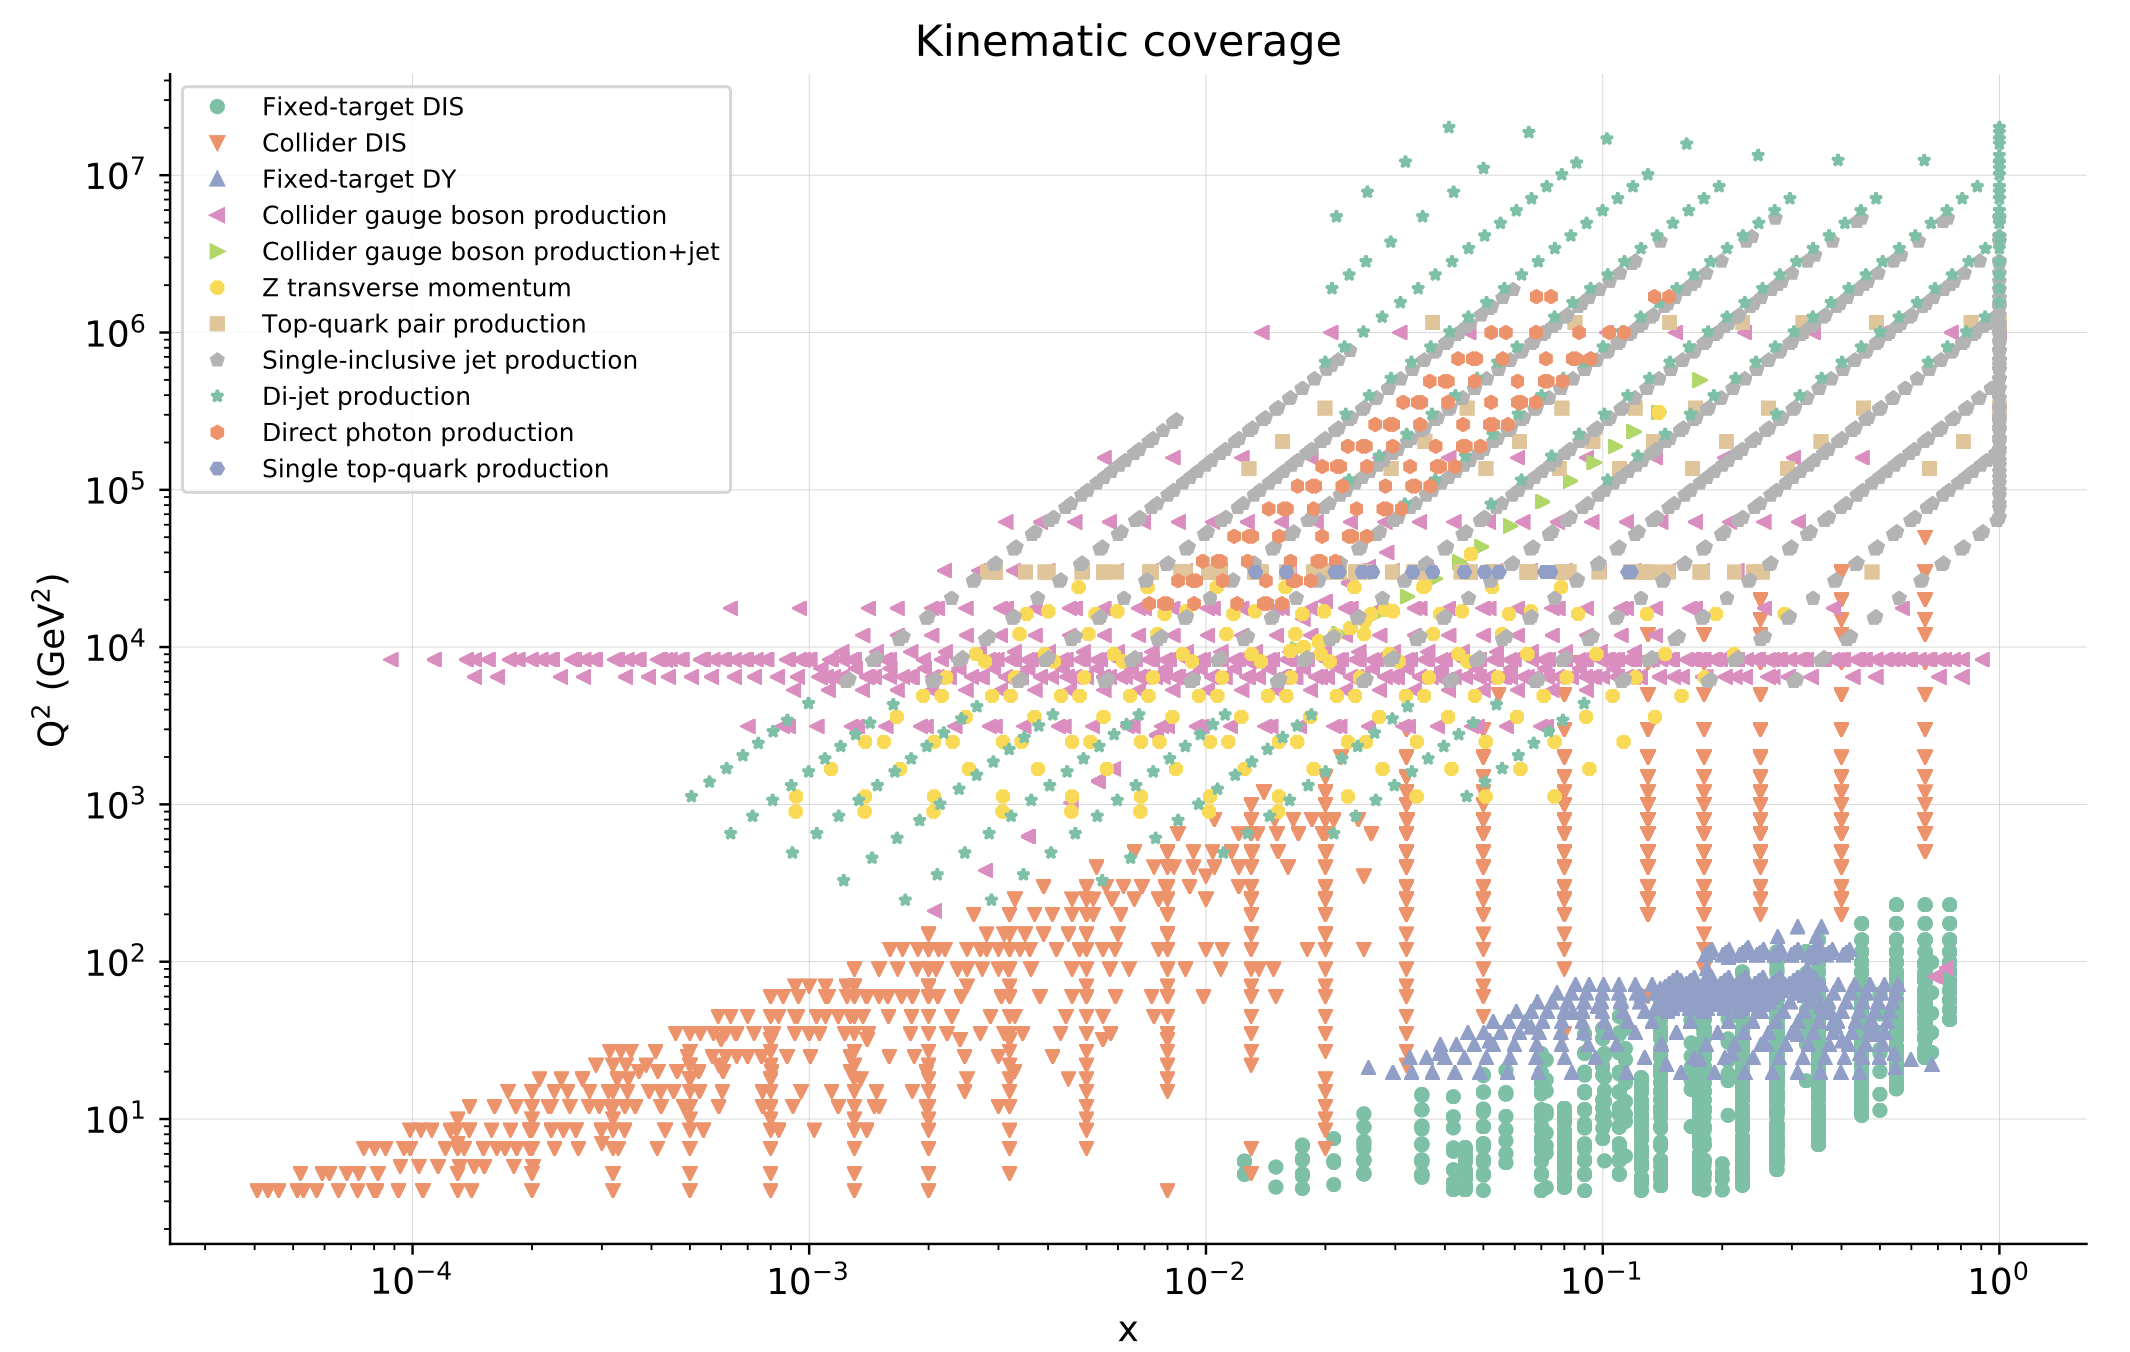 Kinematic coverage
Fixed-target DIS
Collider DIS
Fixed-target DY
Collider gauge boson production
Collider gauge boson production+jet
Z transverse momentum
Top-quark pair production
Single-inclusive jet production
Di-jet production
Direct photon production
Single top-quark production
10⁷
10⁶
10⁵
10⁴
10³
10²
10¹
Q² (GeV²)
10⁻⁴ 10⁻³ 10⁻² 10⁻¹ 10⁰
x